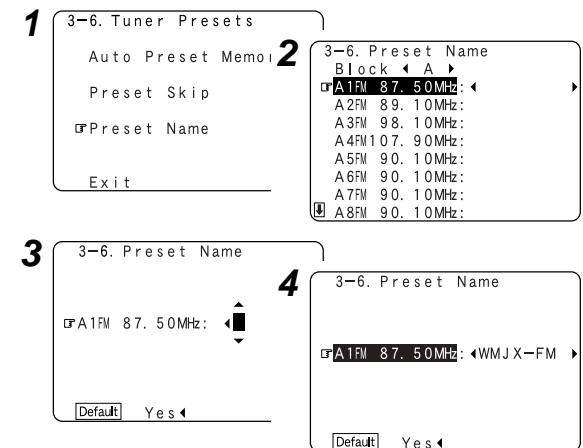 1
3-6. Tuner Presets
Auto Preset Memo
Preset Skip
☞Preset Name
Exit
2
3-6. Preset Name
Block ◀ A ▶
☞A1FM 87.50MHz: ◀ ▶
A2FM 89.10MHz:
A3FM 98.10MHz:
A4FM107.90MHz:
A5FM 90.10MHz:
A6FM 90.10MHz:
A7FM 90.10MHz:
A8FM 90.10MHz:
3
3-6. Preset Name
☞A1FM 87.50MHz: ◀
Default Yes◀
4
3-6. Preset Name
☞A1FM 87.50MHz: ◀WMJX-FM ▶
Default Yes◀